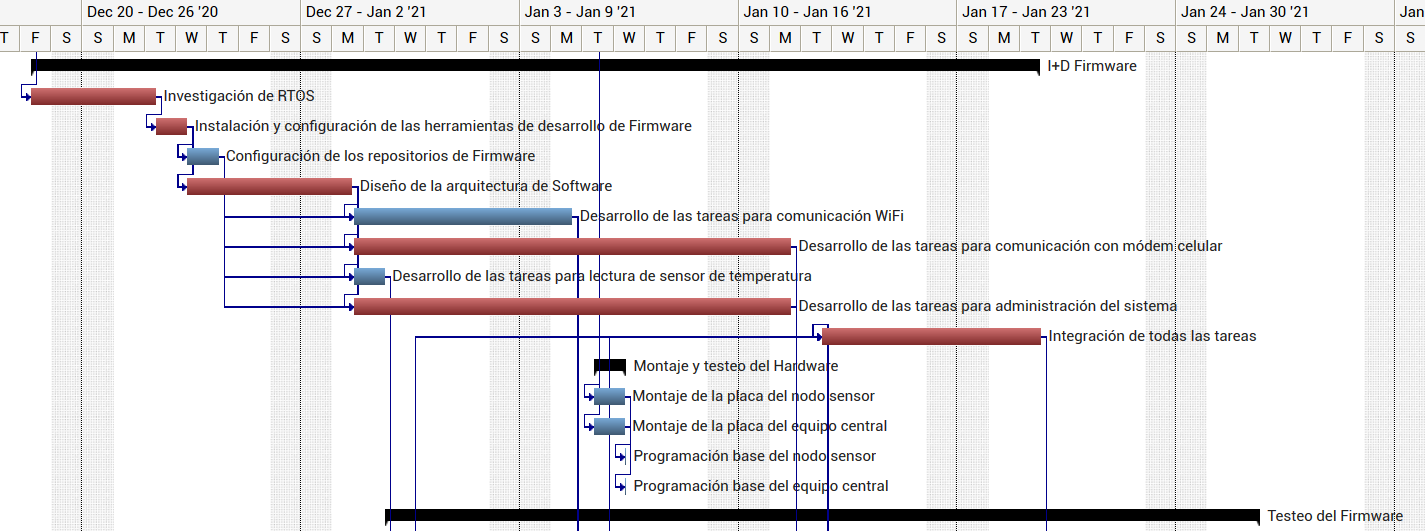 Dec 20 - Dec 26 '20 Dec 27 - Jan 2 '21 Jan 3 - Jan 9 '21 Jan 10 - Jan 16 '21 Jan 17 - Jan 23 '21 Jan 24 - Jan 30 '21 Jan
T F S S M T W T F S S M T W T F S S M T W T F S S M T W T F S S M T W T F S S M T W T F S S
I+D Firmware
Investigación de RTOS
Instalación y configuración de las herramientas de desarrollo de Firmware
Configuración de los repositorios de Firmware
Diseño de la arquitectura de Software
Desarrollo de las tareas para comunicación WiFi
Desarrollo de las tareas para comunicación con módem celular
Desarrollo de las tareas para lectura de sensor de temperatura
Desarrollo de las tareas para administración del sistema
Integración de todas las tareas
Montaje y testeo del Hardware
Montaje de la placa del nodo sensor
Montaje de la placa del equipo central
Programación base del nodo sensor
Programación base del equipo central
Testeo del Firmware